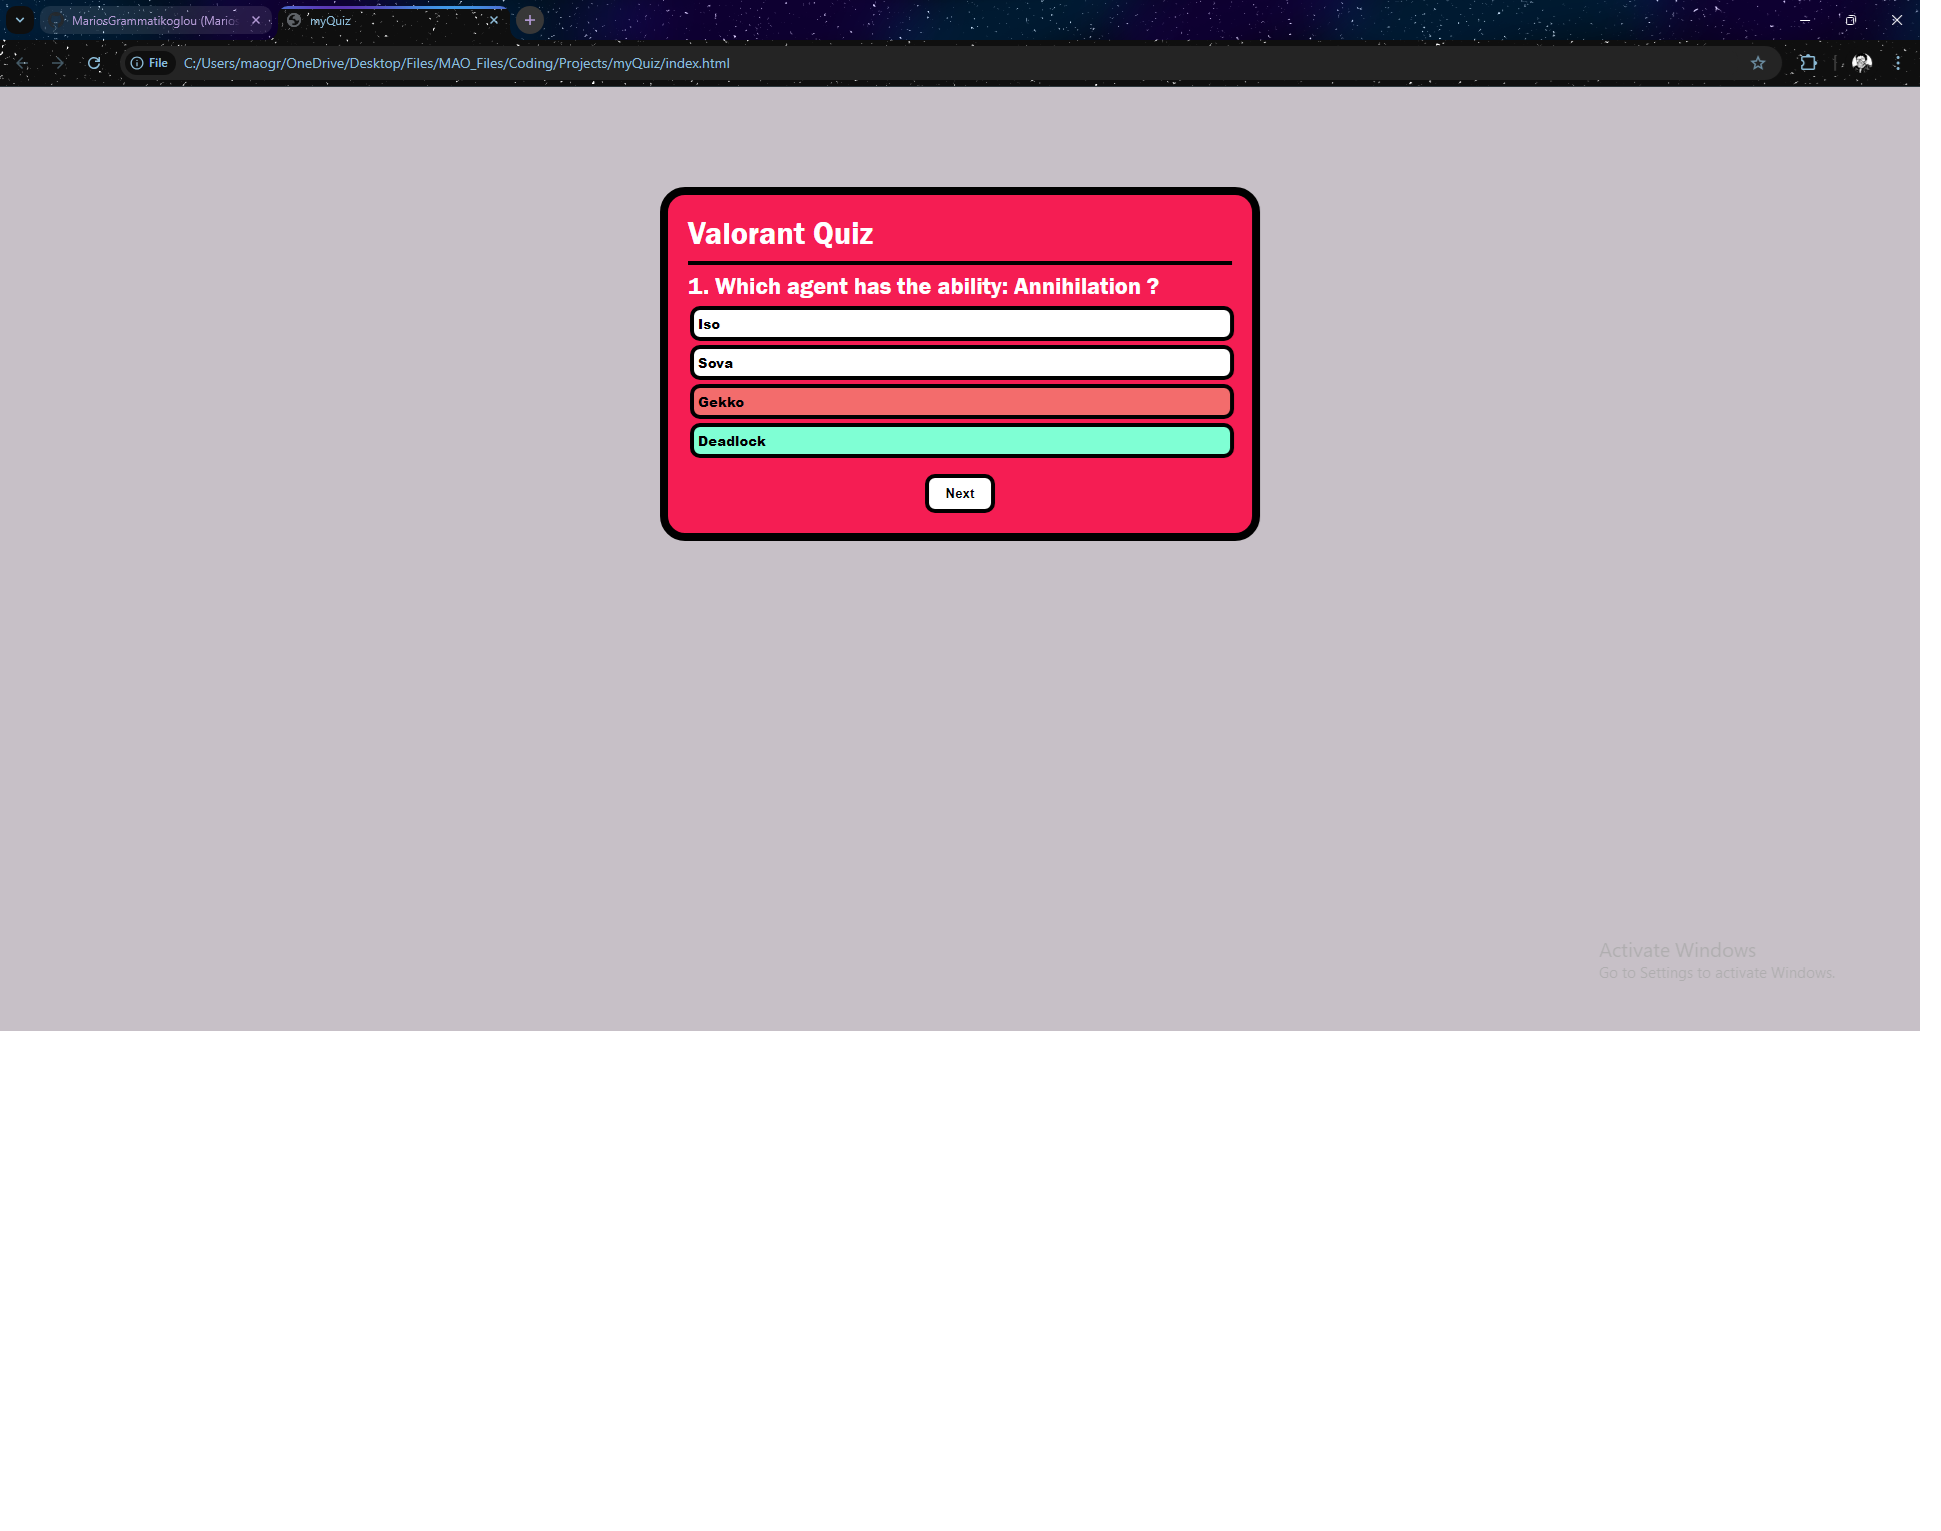 MariosGrammatikoglou (Mario
myQuiz
File
C:/Users/maogr/OneDrive/Desktop/Files/MAO_Files/Coding/Projects/myQuiz/index.html
Valorant Quiz
1. Which agent has the ability: Annihilation ?
Iso
Sova
Gekko
Deadlock
Next
Activate Windows
Go to Settings to activate Windows.